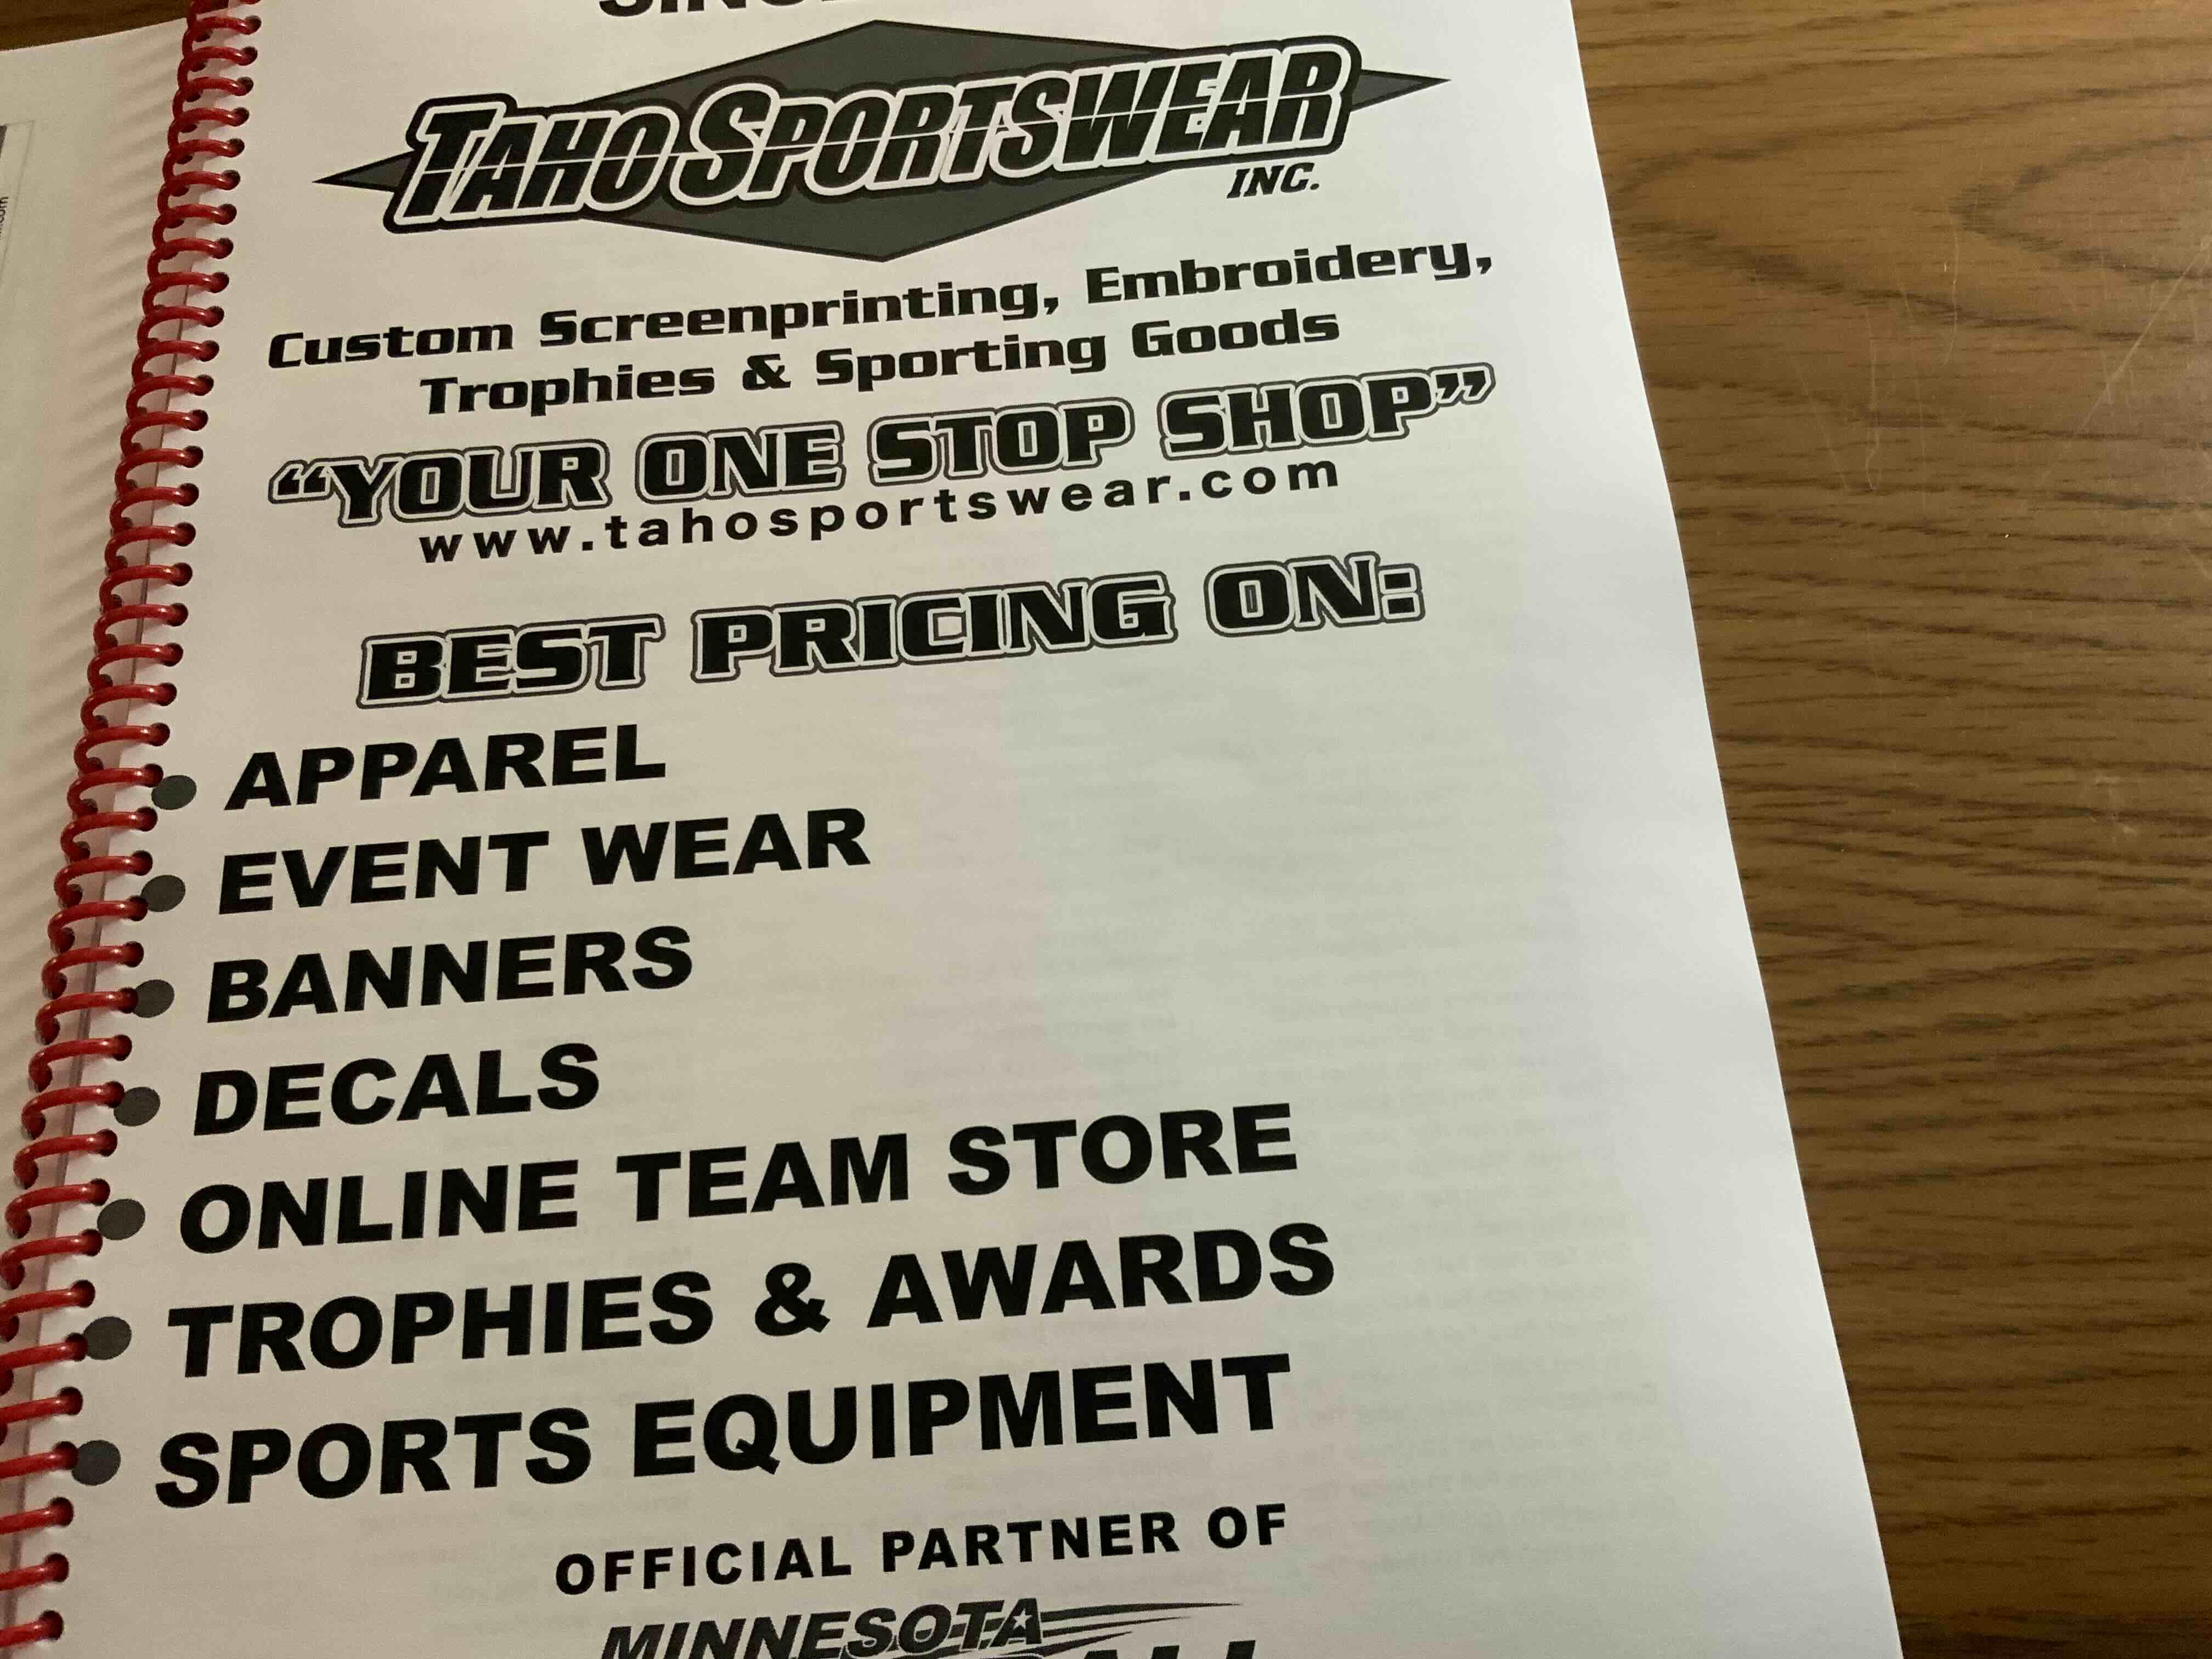 TAHO SPORTSWEAR
INC.
Custom Screenprinting, Embroidery,
Trophies & Sporting Goods
“YOUR ONE STOP SHOP”
www.tahosportswear.com
BEST PRICING ON:
• APPAREL
• EVENT WEAR
• BANNERS
• DECALS
• ONLINE TEAM STORE
• TROPHIES & AWARDS
• SPORTS EQUIPMENT
OFFICIAL PARTNER OF
MINNESOTA